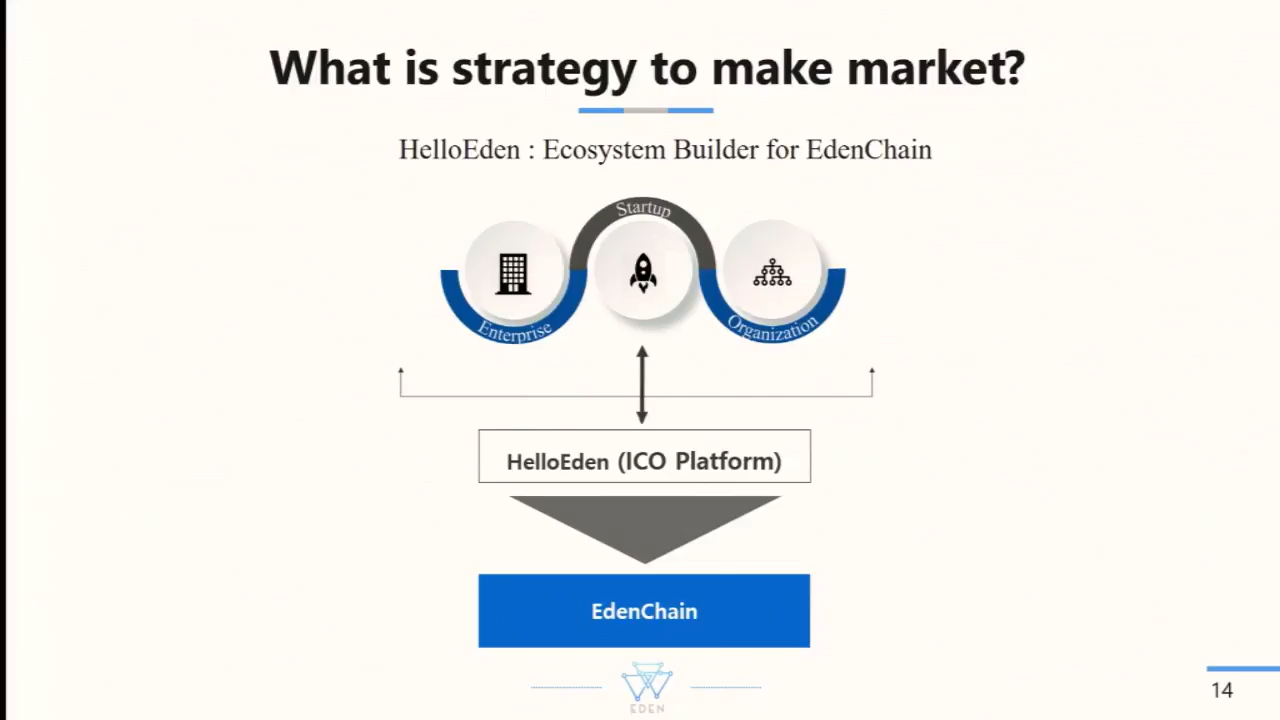 What is strategy to make market?
HelloEden : Ecosystem Builder for EdenChain
Startup
Enterprise
Organization
HelloEden (ICO Platform)
EdenChain
EDEN
14